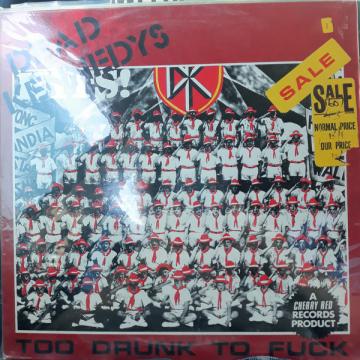 DEAD
KENNEDYS
SALE
SALE
NORMAL PRICE
OUR PRICE
A
CHERRY RED
RECORDS
PRODUCT
TOO DRUNK TO FUCK